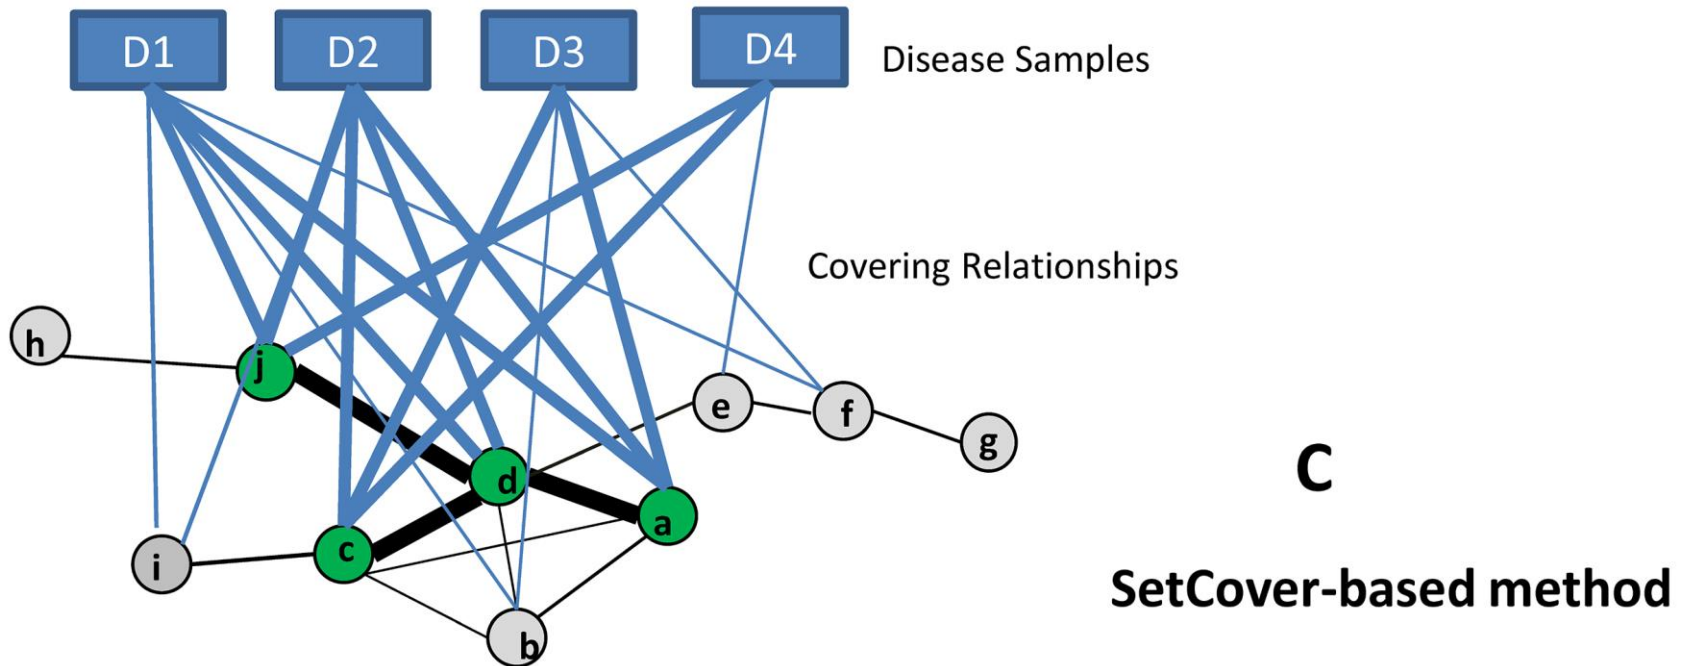 D1 D2 D3 D4 Disease Samples
Covering Relationships
h
j
e f
g
C
d
a
c
i
SetCover-based method
b